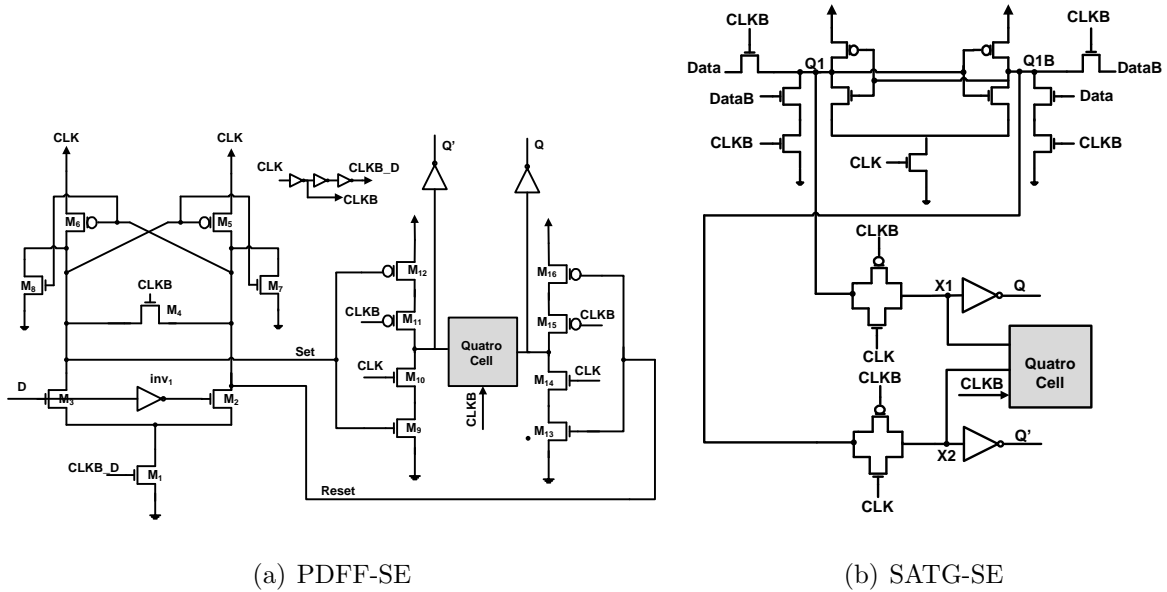 CLK
CLK
CLK
CLKB_D
CLKB
Q'
Q
M6
M5
M8
M7
CLKB
M4
M12
M16
CLKB
M11
M15
CLKB
Set
Quatro
Cell
CLK
M10
M14
CLK
D
M3
inv1
M2
CLKB
M9
M13
CLKB_D
M1
Reset
(a) PDFF-SE
CLKB
CLKB
Data
Q1
Q1B
DataB
DataB
Data
CLKB
CLKB
CLK
CLKB
X1
Q
CLK
Quatro
Cell
CLKB
CLKB
X2
Q'
CLK
(b) SATG-SE